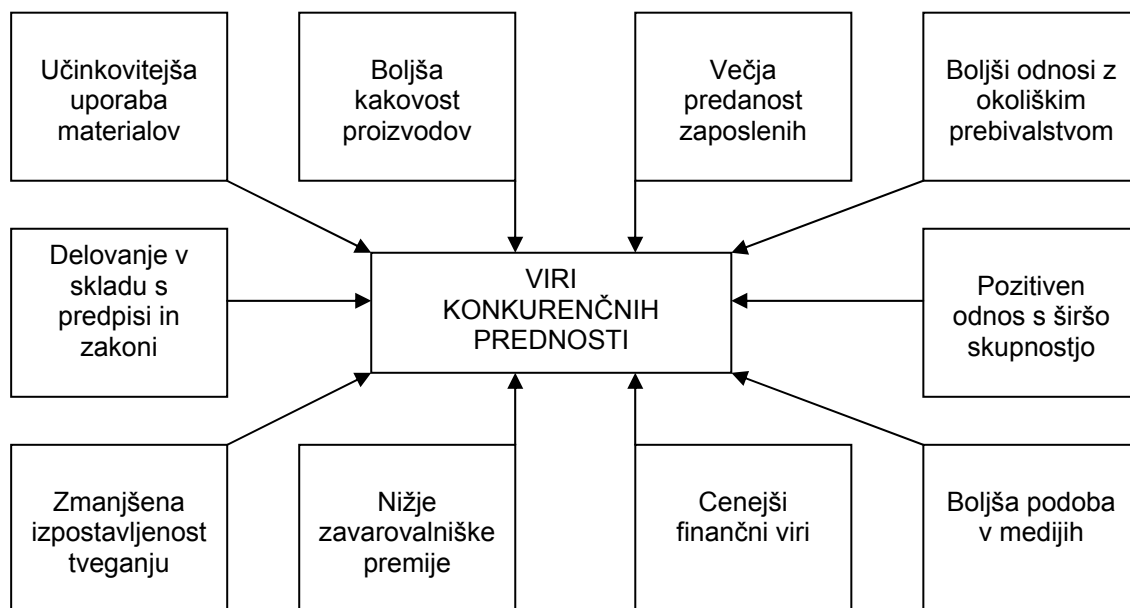 Učinkovitejša
uporaba
materialov
Boljša
kakovost
proizvodov
Večja
predanost
zaposlenih
Boljši odnosi z
okoliškim
prebivalstvom
Delovanje v
skladu s
predpisi in
zakoni
VIRI
KONKURENČNIH
PREDNOSTI
Pozitiven
odnos s širšo
skupnostjo
Zmanjšena
izpostavljenost
tveganju
Nižje
zavarovalniške
premije
Cenejši
finančni viri
Boljša podoba
v medijih